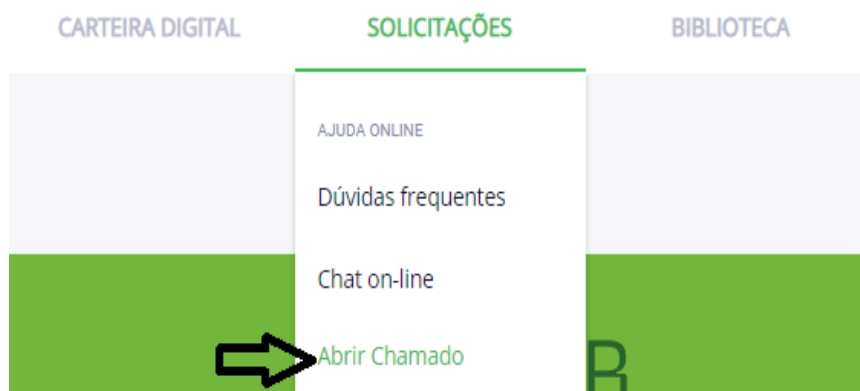 CARTEIRA DIGITAL SOLICITAÇÕES BIBLIOTECA
AJUDA ONLINE
Dúvidas frequentes
Chat on-line
Abrir Chamado